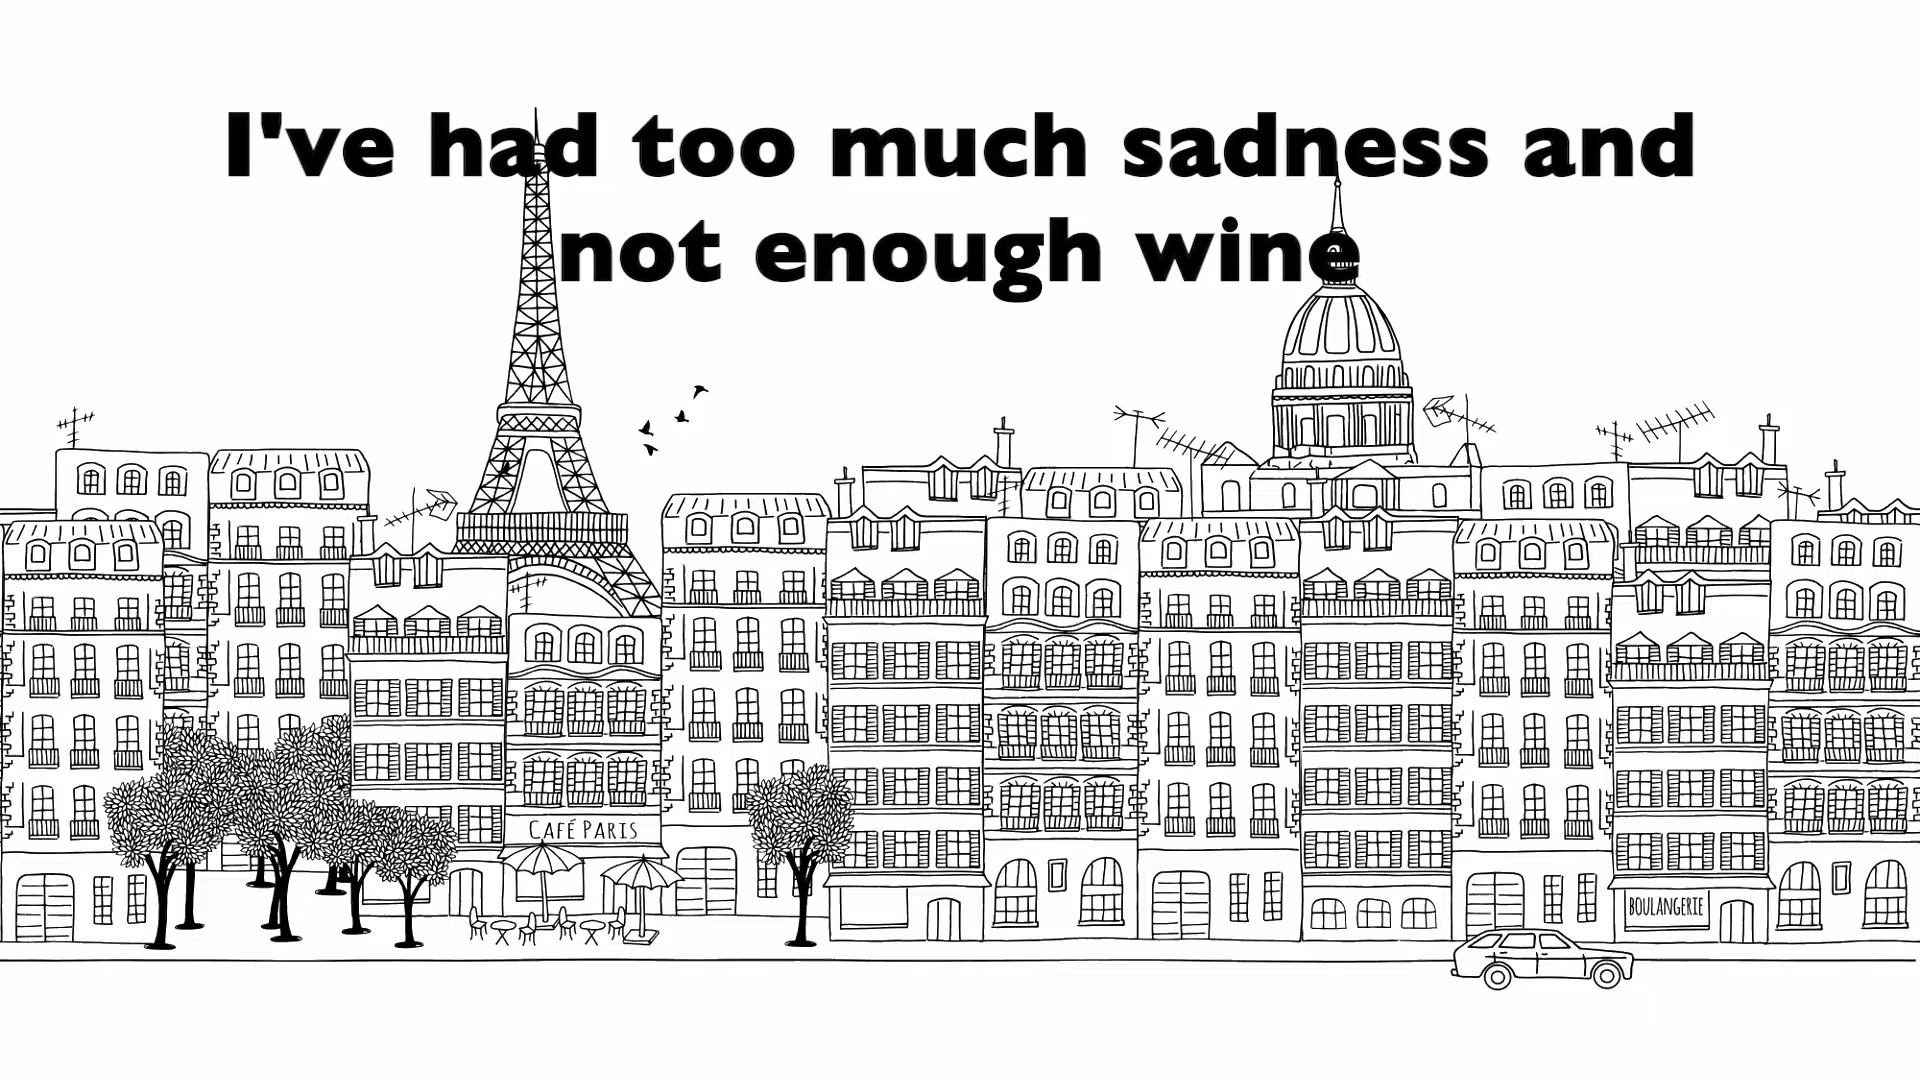 I've had too much sadness and
not enough wine
CAFÉ PARIS
BOULANGERIE